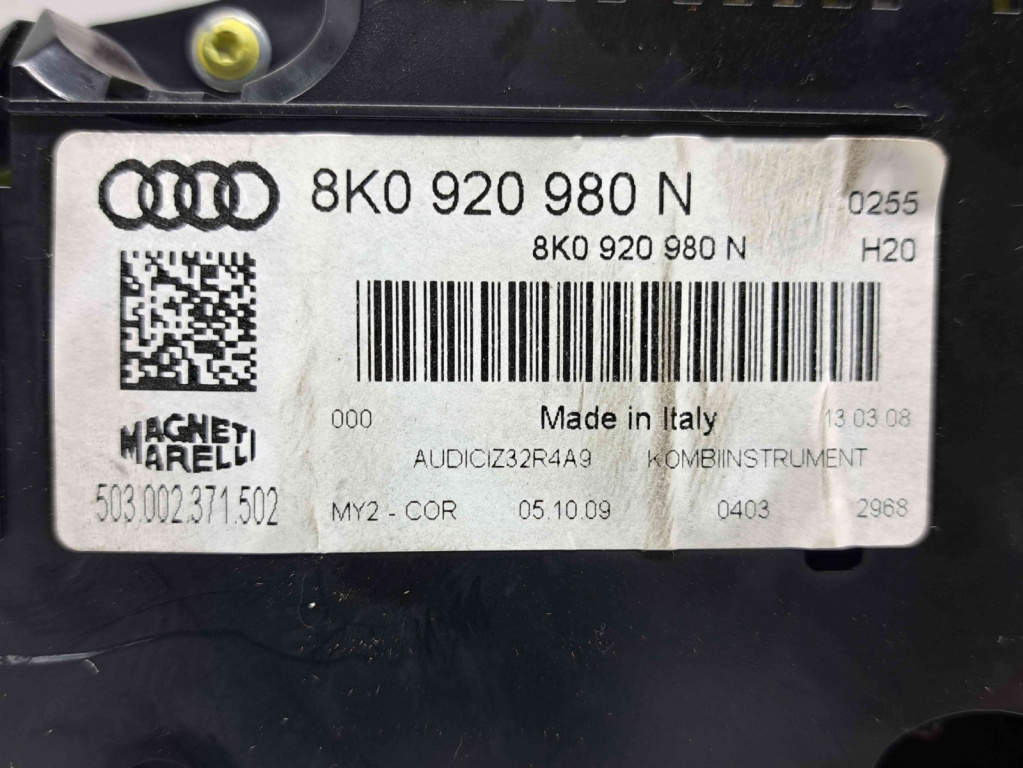 8K0 920 980 N 0255
8K0 920 980 N H20
000 Made in Italy 13.03.08
MAGNETI MARELLI
AUDICIZ32R4A9 KOMBIINSTRUMENT
503.002.371.502 MY2 - COR 05.10.09 0403 2968